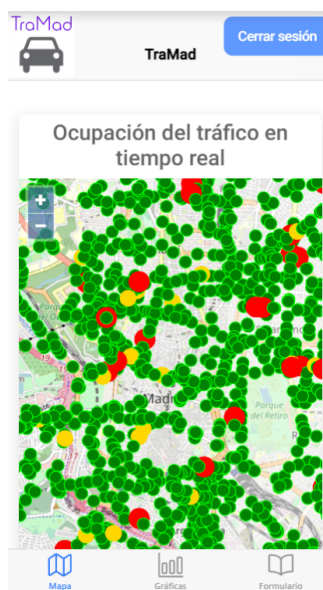 TraMad
Cerrar sesión
TraMad
Ocupación del tráfico en
tiempo real
+
−
Madr
Parque
del Retiro
Mapa
Gráficas
Formulario